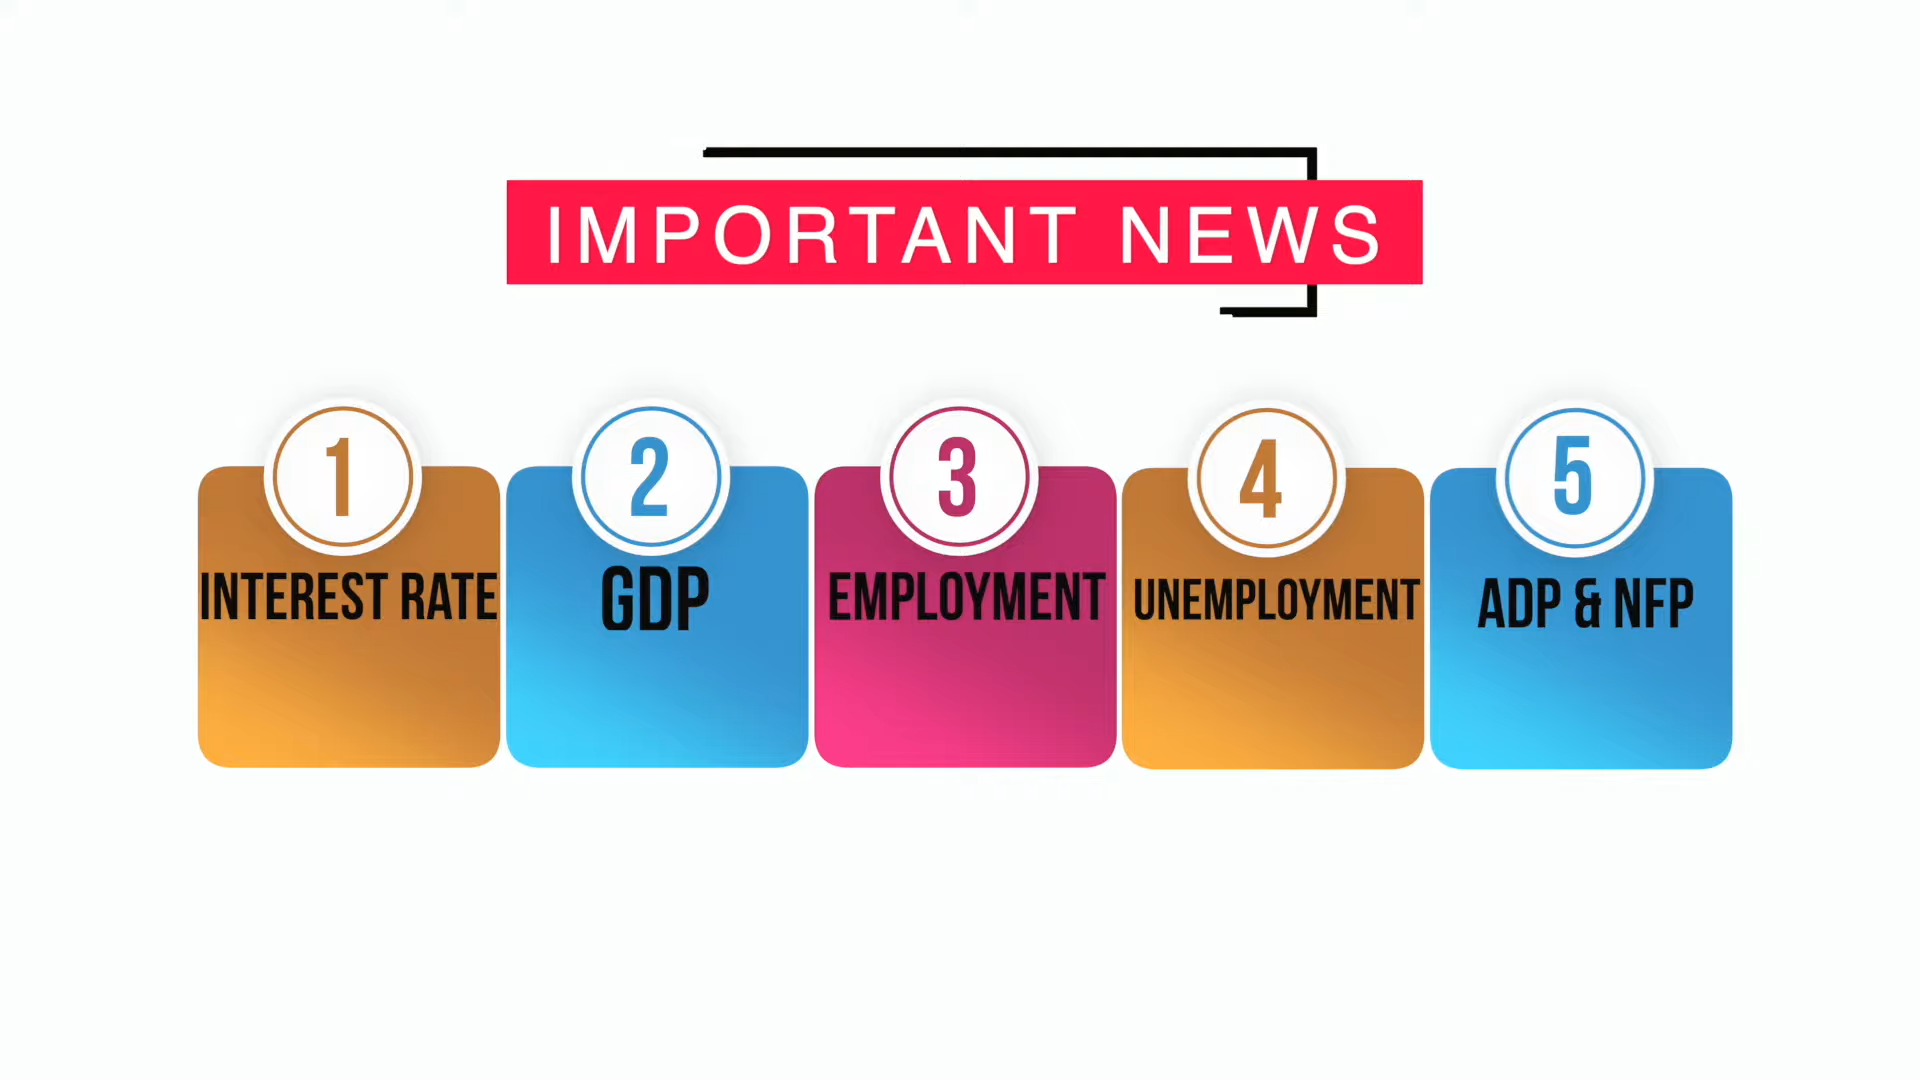 IMPORTANT NEWS
1
INTEREST RATE
2
GDP
3
EMPLOYMENT
4
UNEMPLOYMENT
5
ADP & NFP